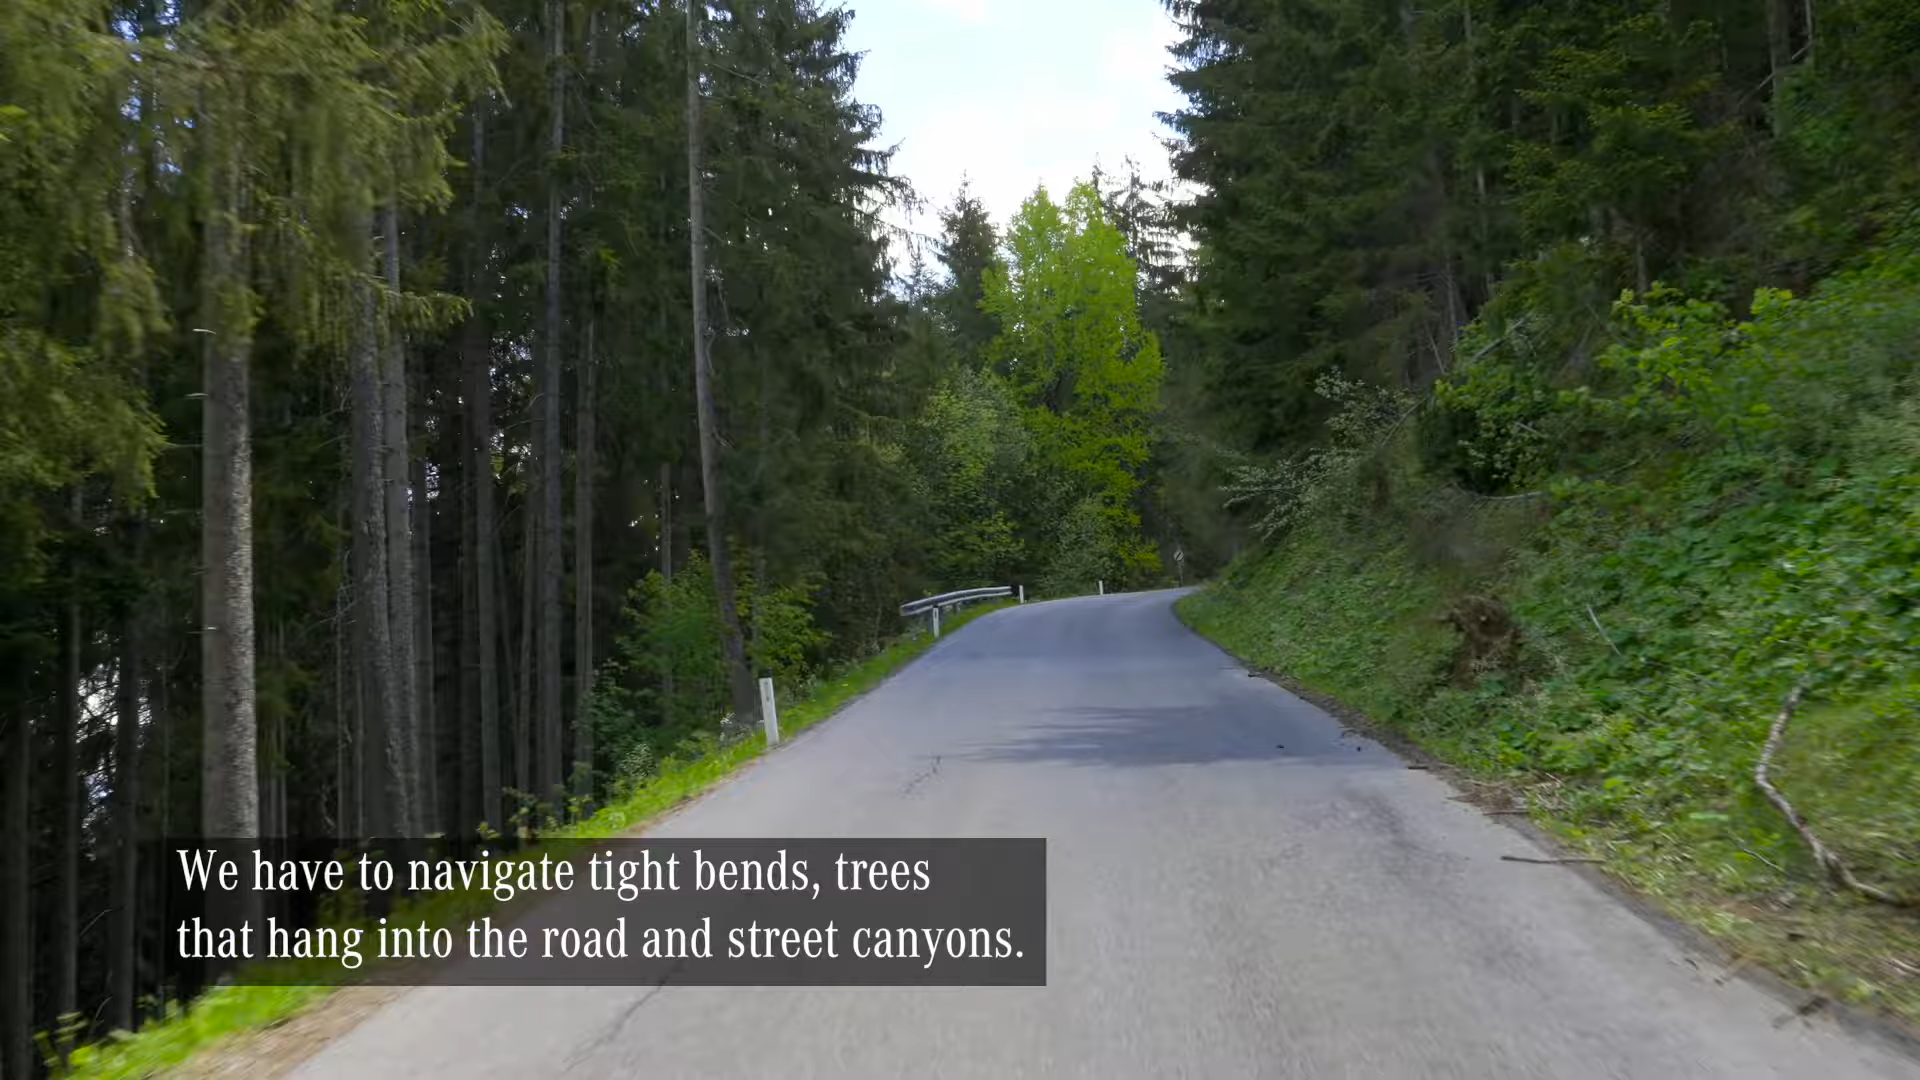 We have to navigate tight bends, trees
that hang into the road and street canyons.